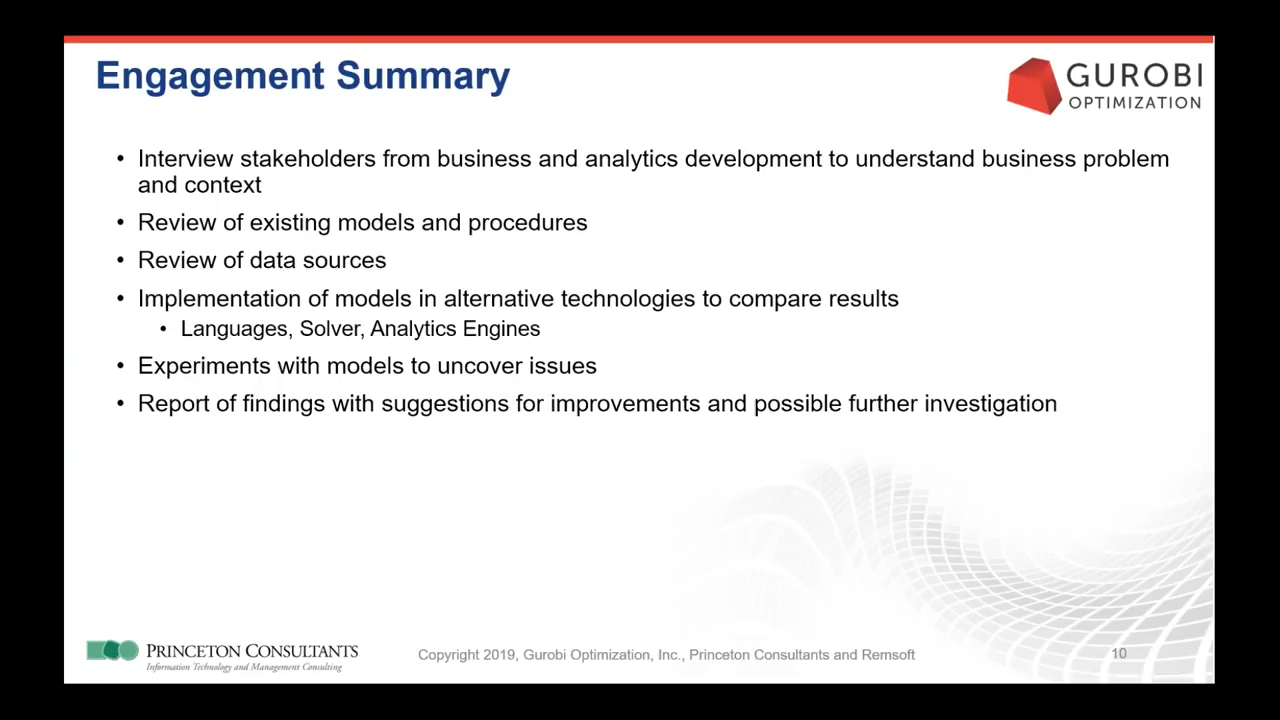 Engagement Summary
GUROBI
OPTIMIZATION
• Interview stakeholders from business and analytics development to understand business problem
and context
• Review of existing models and procedures
• Review of data sources
• Implementation of models in alternative technologies to compare results
• Languages, Solver, Analytics Engines
• Experiments with models to uncover issues
• Report of findings with suggestions for improvements and possible further investigation
PRINCETON CONSULTANTS
Information Technology and Management Consulting
Copyright 2019, Gurobi Optimization, Inc., Princeton Consultants and Remsoft
10